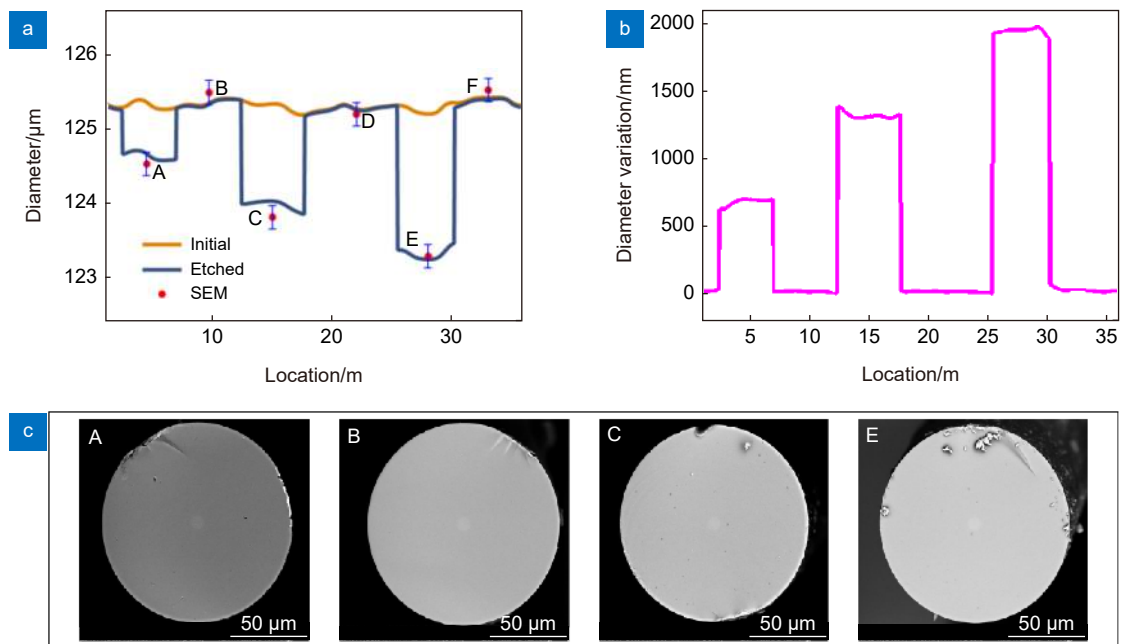 a
126
125
124
123
Diameter/μm
A
B
C
D
E
F
Initial
Etched
SEM
10
20
30
Location/m
b
2000
1500
1000
500
0
Diameter variation/nm
5
10
15
20
25
30
35
Location/m
c
A
50 μm
B
50 μm
C
50 μm
E
50 μm